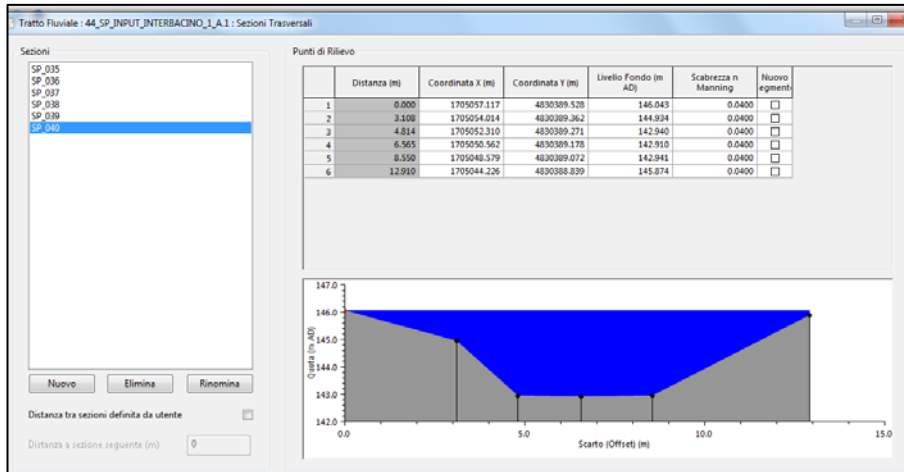 Tratto Fluviale : 44_SP_INPUT_INTERBACINO_1_A.1 : Sezioni Trasversali
Sezioni
SP_035
SP_036
SP_037
SP_038
SP_039
SP_040
Nuovo Elimina Rinomina
Distanza tra sezioni definita da utente
Distanza a sezione seguente (m) 0
Punti di Rilievo
Distanza (m) Coordinata X (m) Coordinata Y (m) Livello Fondo (m AD) Scabrezza n Manning Nuovo egmento
1 0.000 1705057.117 4830389.528 146.043 0.0400
2 3.108 1705054.014 4830389.362 144.934 0.0400
3 4.814 1705052.310 4830389.271 142.940 0.0400
4 6.565 1705050.562 4830389.178 142.910 0.0400
5 8.550 1705048.579 4830389.072 142.941 0.0400
6 12.910 1705044.226 4830388.839 145.874 0.0400
Quota (m AD)
147.0
146.0
145.0
144.0
143.0
142.0
0.0 5.0 10.0 15.0
Scarto (Offset) (m)